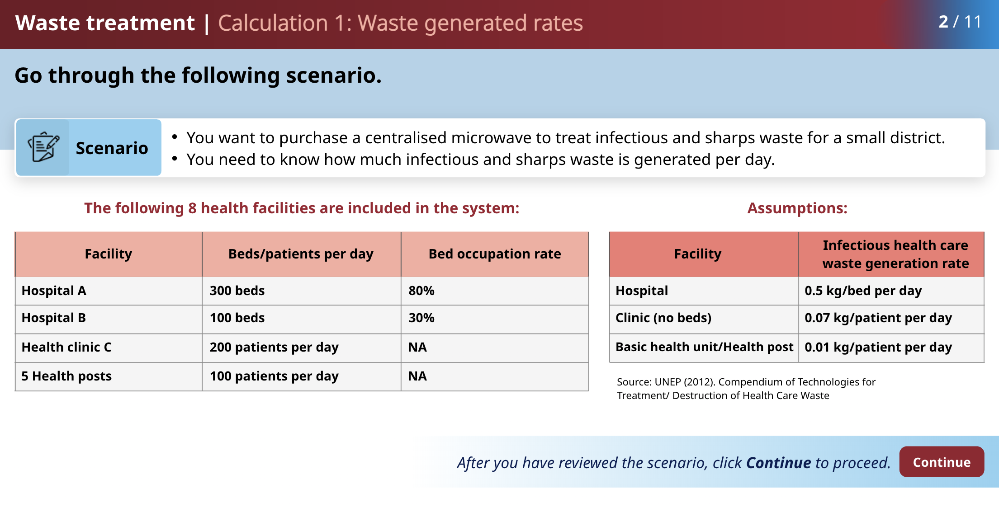 Waste treatment | Calculation 1: Waste generated rates
2 / 11
Go through the following scenario.
Scenario
• You want to purchase a centralised microwave to treat infectious and sharps waste for a small district.
• You need to know how much infectious and sharps waste is generated per day.
The following 8 health facilities are included in the system:
Facility Beds/patients per day Bed occupation rate
Hospital A 300 beds 80%
Hospital B 100 beds 30%
Health clinic C 200 patients per day NA
5 Health posts 100 patients per day NA
Assumptions:
Facility Infectious health care
waste generation rate
Hospital 0.5 kg/bed per day
Clinic (no beds) 0.07 kg/patient per day
Basic health unit/Health post 0.01 kg/patient per day
Source: UNEP (2012). Compendium of Technologies for
Treatment/ Destruction of Health Care Waste
After you have reviewed the scenario, click Continue to proceed.
Continue